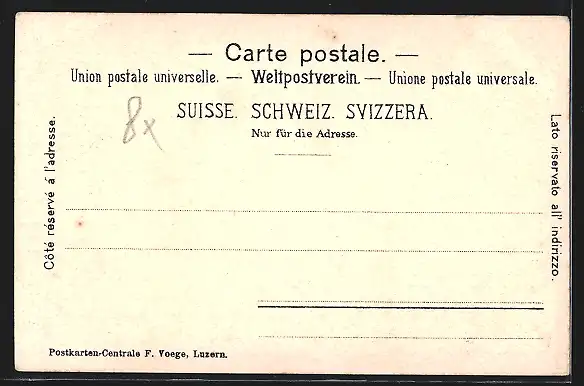 — Carte postale. —
Union postale universelle. — Weltpostverein. — Unione postale universale.
SUISSE. SCHWEIZ. SVIZZERA.
Nur für die Adresse.
8x
Côté réservé à l'adresse.
Lato riservato all' indirizzo.
Postkarten-Centrale F. Voege, Luzern.